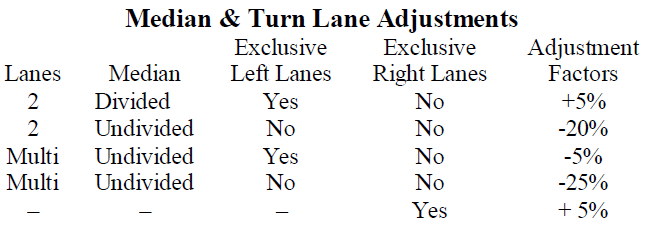 Median & Turn Lane Adjustments
Exclusive Exclusive Adjustment
Lanes Median Left Lanes Right Lanes Factors
2 Divided Yes No +5%
2 Undivided No No -20%
Multi Undivided Yes No -5%
Multi Undivided No No -25%
– – – Yes + 5%